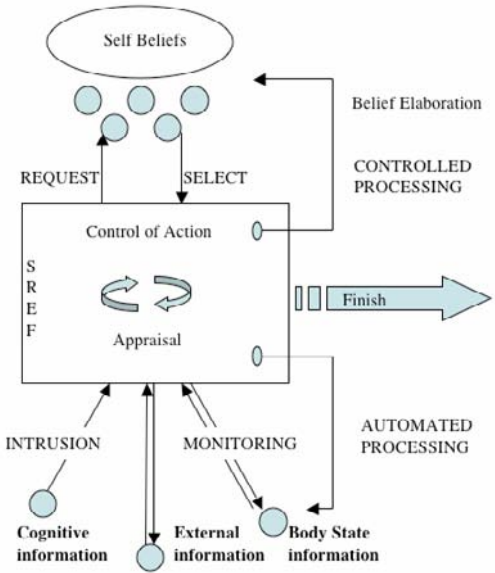 Self Beliefs
Belief Elaboration
CONTROLLED
PROCESSING
REQUEST
SELECT
Control of Action
S
R
E
F
Finish
Appraisal
AUTOMATED
PROCESSING
INTRUSION
MONITORING
Cognitive
information
External
information
Body State
information